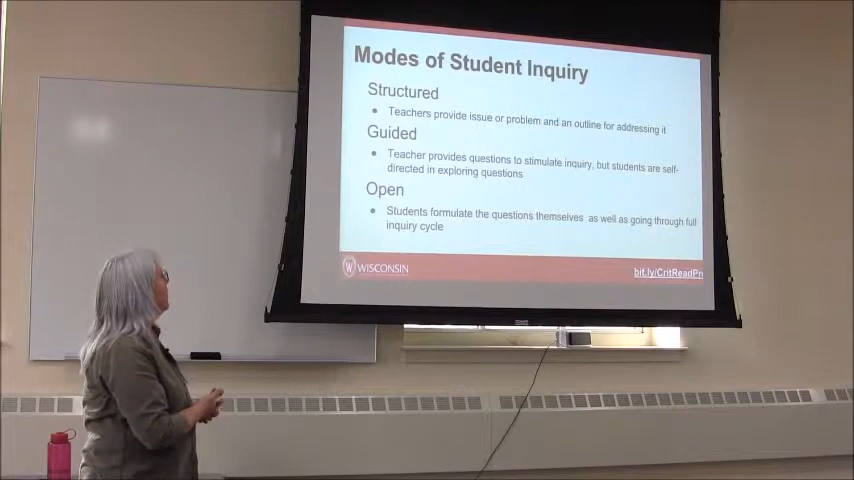 Modes of Student Inquiry
Structured
• Teachers provide issue or problem and an outline for addressing it
Guided
• Teacher provides questions to stimulate inquiry, but students are self-
directed in exploring questions
Open
• Students formulate the questions themselves as well as going through full
inquiry cycle
W WISCONSIN
bit.ly/CritReadPri